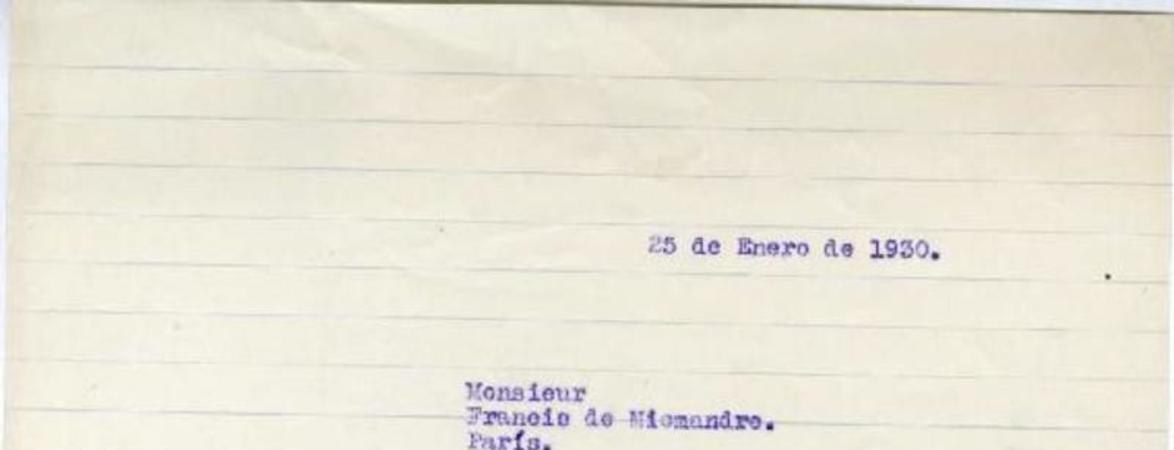 25 de Enero de 1930.
Monsieur
Francis de Miomandre.
París.